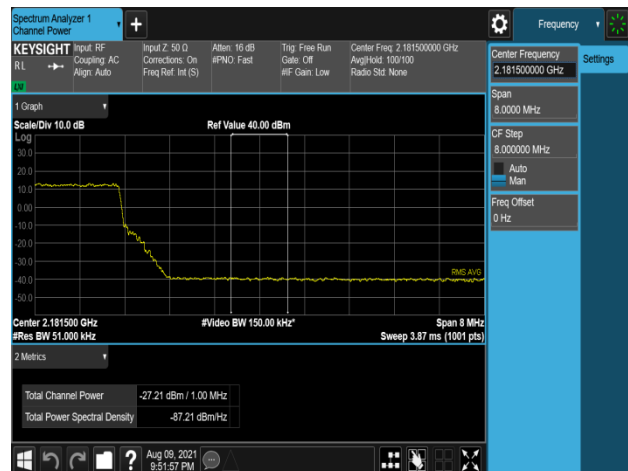 Spectrum Analyzer 1
Channel Power
Frequency
KEYSIGHT
RL
Input: RF
Coupling: AC
Align: Auto
Input Z: 50 Ω
Corrections: On
Freq Ref: Int (S)
Atten: 16 dB
#PNO: Fast
Trig: Free Run
Gate: Off
#IF Gain: Low
Center Freq: 2.181500000 GHz
Avg|Hold: 100/100
Radio Std: None
Center Frequency
2.181500000 GHz
Settings
Span
8.0000 MHz
CF Step
8.000000 MHz
Auto
Man
Freq Offset
0 Hz
1 Graph
Scale/Div 10.0 dB
Ref Value 40.00 dBm
Log
30.0
20.0
10.0
0.00
-10.0
-20.0
-30.0
-40.0
-50.0
RMS AVG
Center 2.181500 GHz
#Video BW 150.00 kHz*
Span 8 MHz
#Res BW 51.000 kHz
Sweep 3.87 ms (1001 pts)
2 Metrics
Total Channel Power
-27.21 dBm / 1.00 MHz
Total Power Spectral Density
-87.21 dBm/Hz
?
Aug 09, 2021
9:51:57 PM